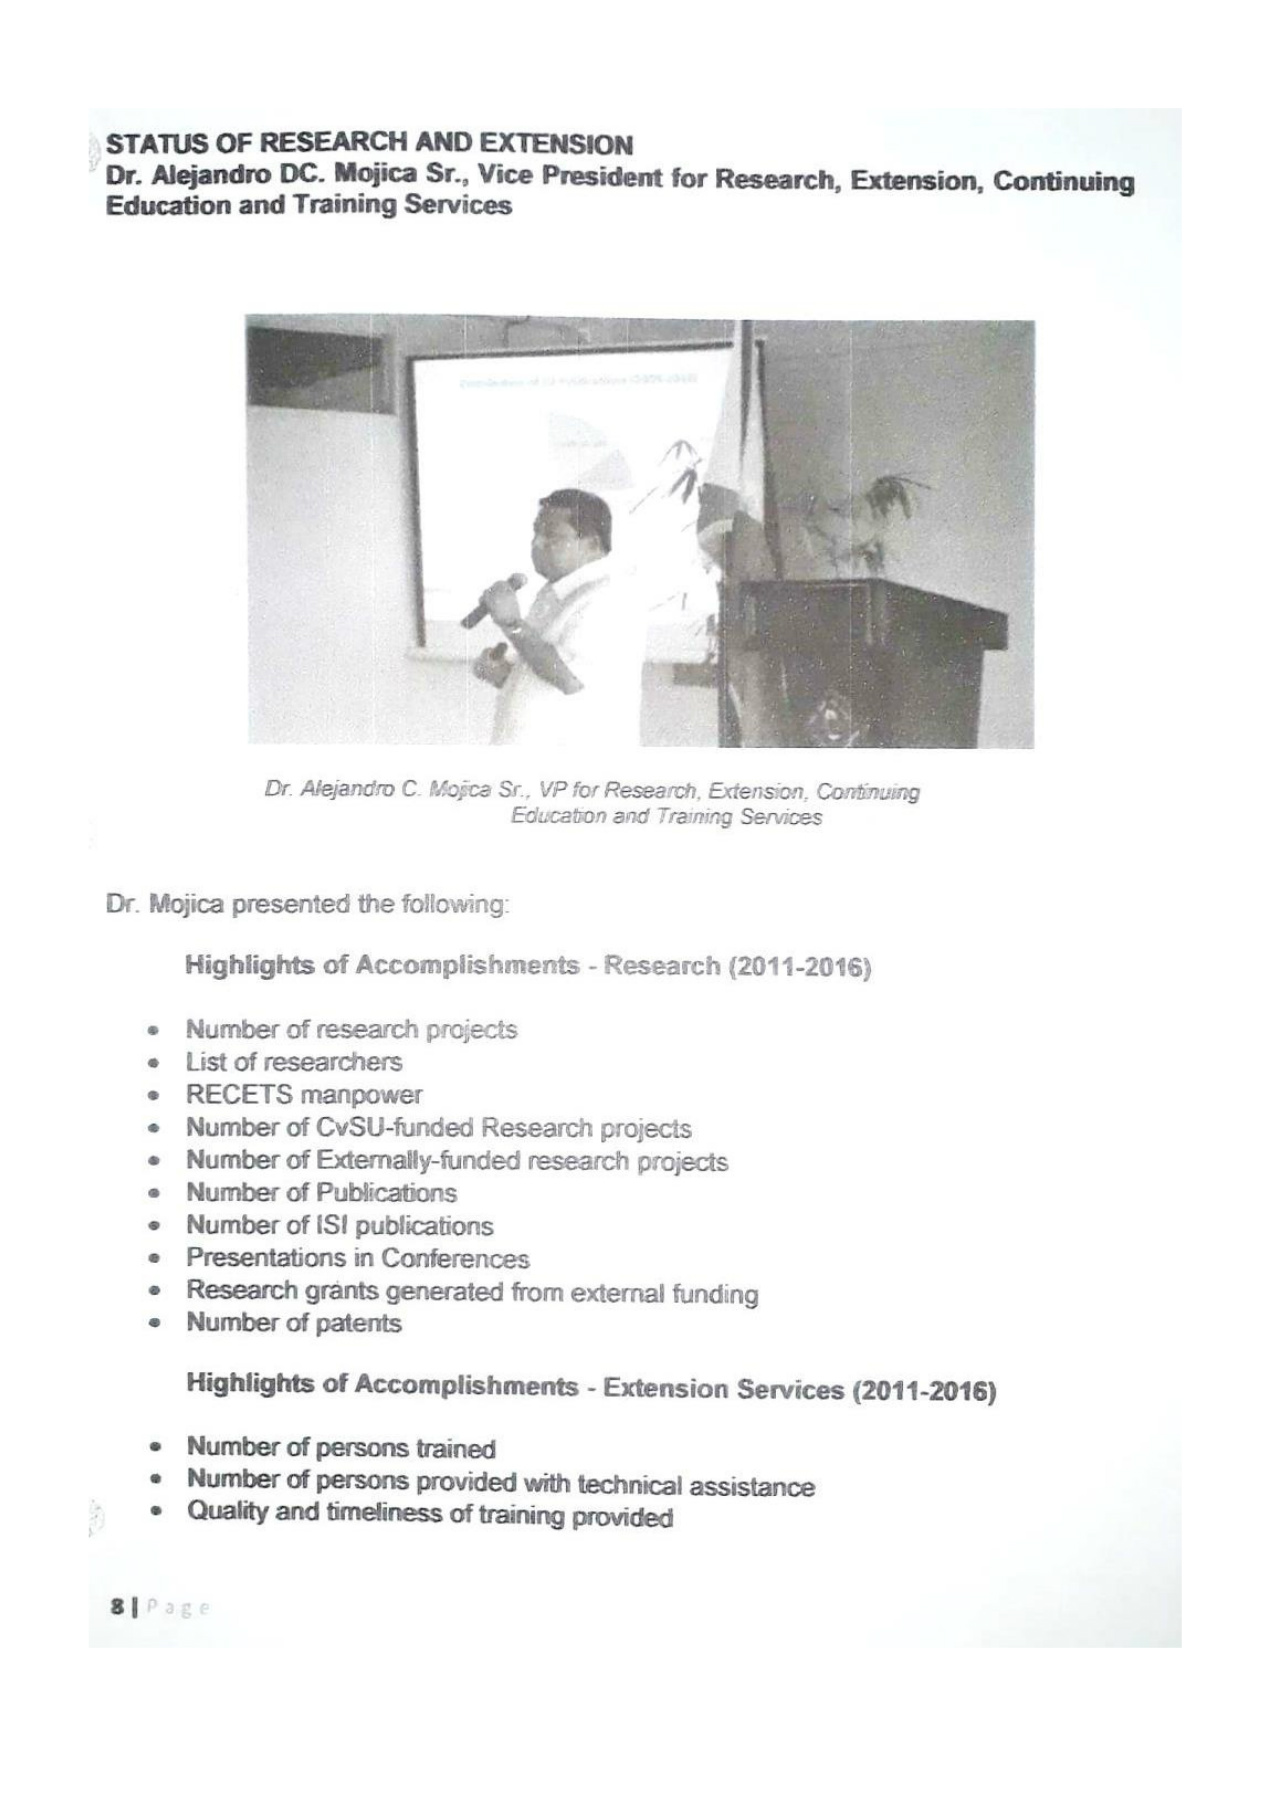 STATUS OF RESEARCH AND EXTENSION
Dr. Alejandro DC. Mojica Sr., Vice President for Research, Extension, Continuing
Education and Training Services
of ISI Publications
Dr. Alejandro C. Mojica Sr., VP for Research, Extension, Continuing
Education and Training Services
Dr. Mojica presented the following:
Highlights of Accomplishments - Research (2011-2016)
• Number of research projects
• List of researchers
• RECETS manpower
• Number of CvSU-funded Research projects
• Number of Externally-funded research projects
• Number of Publications
• Number of ISI publications
• Presentations in Conferences
• Research grants generated from external funding
• Number of patents
Highlights of Accomplishments - Extension Services (2011-2016)
• Number of persons trained
• Number of persons provided with technical assistance
• Quality and timeliness of training provided
8 | Page